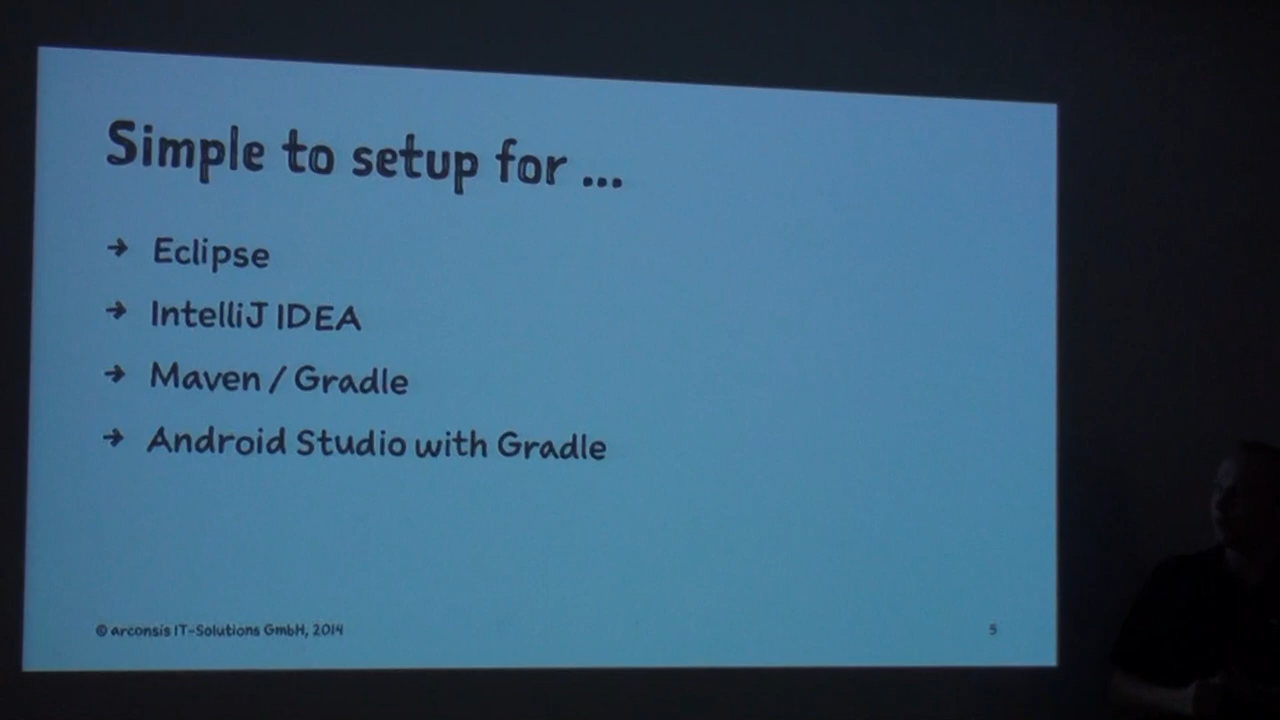 Simple to setup for ...
→ Eclipse
→ IntelliJ IDEA
→ Maven / Gradle
→ Android Studio with Gradle
© arconsis IT-Solutions GmbH, 2014
5